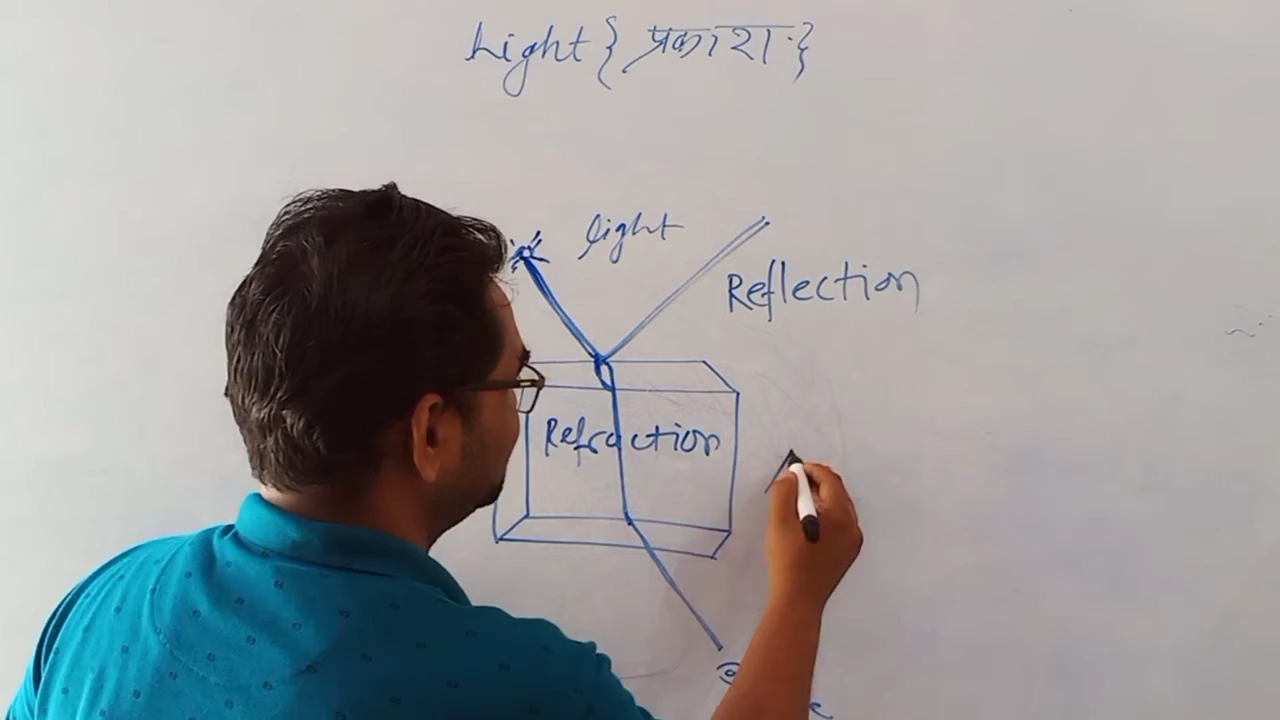 Light { प्रकाश }
light
Reflection
Refraction